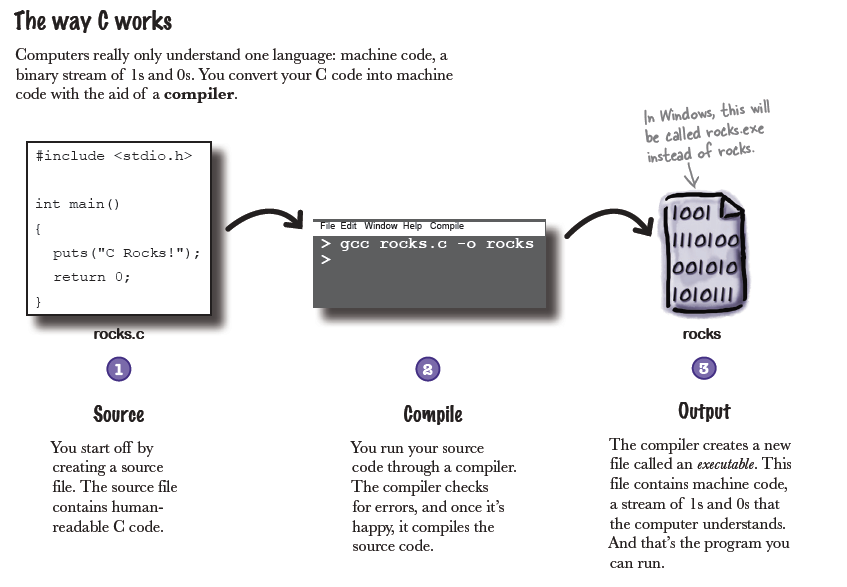 The way C works
Computers really only understand one language: machine code, a
binary stream of 1s and 0s. You convert your C code into machine
code with the aid of a compiler.
In Windows, this will
be called rocks.exe
instead of rocks.
#include <stdio.h>
int main()
{
puts("C Rocks!");
return 0;
}
rocks.c
File Edit Window Help Compile
> gcc rocks.c -o rocks
>
1001
1110100
001010
1010111
rocks
1
2
3
Source
You start off by
creating a source
file. The source file
contains human-
readable C code.
Compile
You run your source
code through a compiler.
The compiler checks
for errors, and once it's
happy, it compiles the
source code.
Output
The compiler creates a new
file called an executable. This
file contains machine code,
a stream of 1s and 0s that
the computer understands.
And that's the program you
can run.